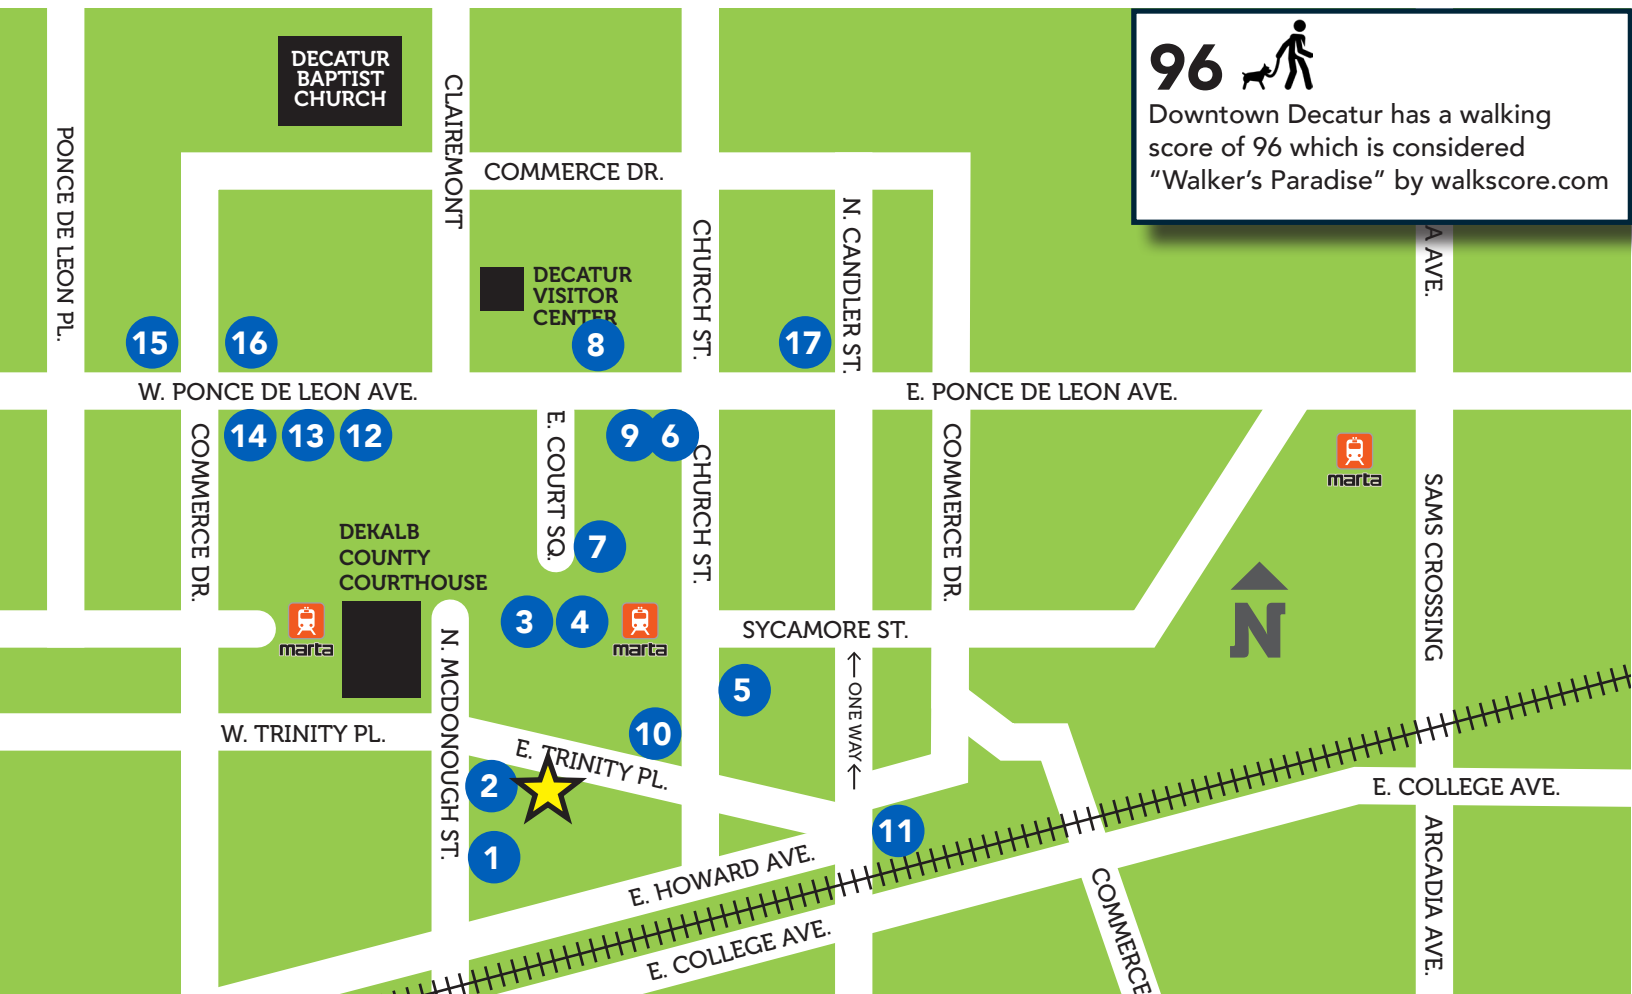 96
Downtown Decatur has a walking
score of 96 which is considered
“Walker’s Paradise” by walkscore.com
DECATUR
BAPTIST
CHURCH
PONCE DE LEON PL.
CLAIREMONT
COMMERCE DR.
CHURCH ST.
N. CANDLER ST.
A AVE.
DECATUR
VISITOR
CENTER
15
16
8
17
W. PONCE DE LEON AVE.
E. PONCE DE LEON AVE.
14
13
12
9
6
COMMERCE DR.
E. COURT SQ.
CHURCH ST.
COMMERCE DR.
marta
SAMS CROSSING
DEKALB
COUNTY
COURTHOUSE
7
3
4
marta
marta
SYCAMORE ST.
N
N. MCDONOUGH ST.
5
ONE WAY
W. TRINITY PL.
E. TRINITY PL.
10
2
1
11
E. COLLEGE AVE.
E. HOWARD AVE.
E. COLLEGE AVE.
COMMERCE
ARCADIA AVE.